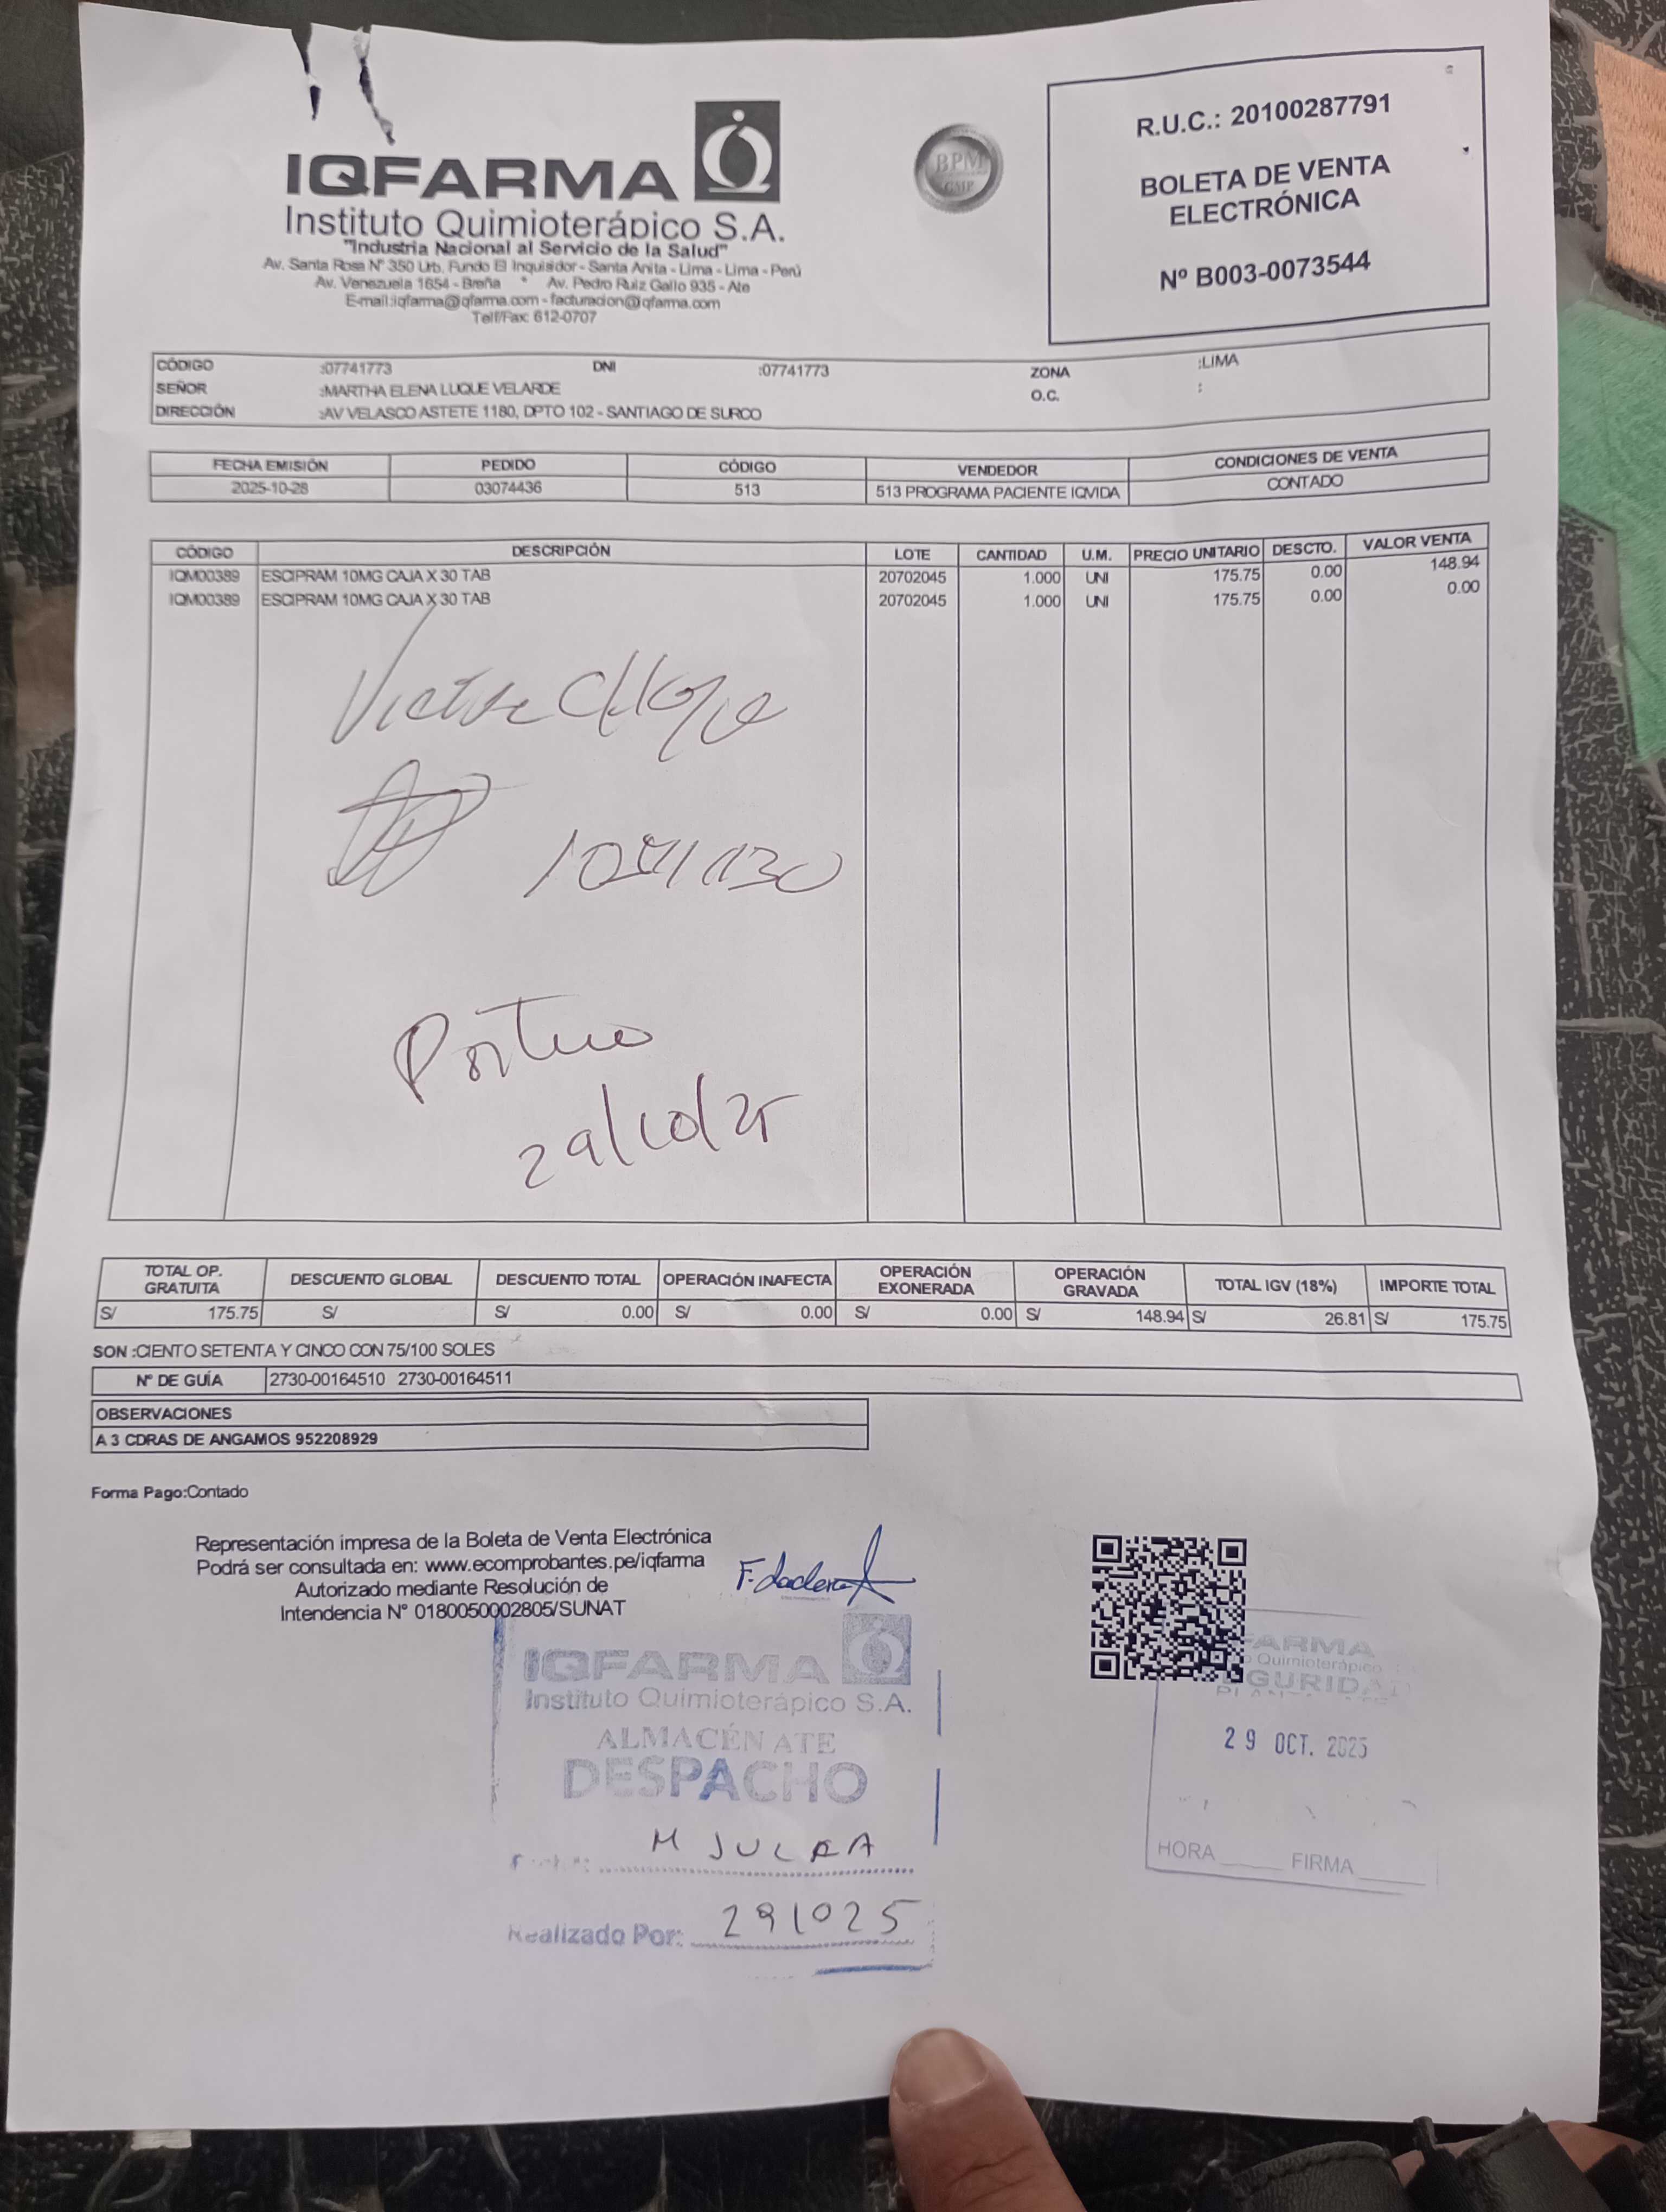 IQFARMA
Instituto Quimioterápico S.A.
"Industria Nacional al Servicio de la Salud"
Av. Santa Rosa N° 350 Urb. Fundo El Inquisidor - Santa Anita - Lima - Lima - Perú
Av. Venezuela 1654 - Breña * Av. Pedro Ruiz Gallo 935 - Ate
E-mail:iqfarma@iqfarma.com - facturacion@iqfarma.com
Telf/Fax: 612-0707
BPM
GMP
R.U.C.: 20100287791
BOLETA DE VENTA
ELECTRÓNICA
Nº B003-0073544
CÓDIGO :07741773 DNI :07741773 ZONA :LIMA
SEÑOR :MARTHA ELENA LUQUE VELARDE O.C. :
DIRECCIÓN :AV VELASCO ASTETE 1180, DPTO 102 - SANTIAGO DE SURCO
FECHA EMISIÓN PEDIDO CÓDIGO VENDEDOR CONDICIONES DE VENTA
2025-10-28 03074436 513 513 PROGRAMA PACIENTE IQVIDA CONTADO
CÓDIGO DESCRIPCIÓN LOTE CANTIDAD U.M. PRECIO UNITARIO DESCTO. VALOR VENTA
IQM00389 ESCIPRAM 10MG CAJA X 30 TAB 20702045 1.000 UNI 175.75 0.00 148.94
IQM00389 ESCIPRAM 10MG CAJA X 30 TAB 20702045 1.000 UNI 175.75 0.00 0.00
29/10/25
TOTAL OP. GRATUITA DESCUENTO GLOBAL DESCUENTO TOTAL OPERACIÓN INAFECTA OPERACIÓN EXONERADA OPERACIÓN GRAVADA TOTAL IGV (18%) IMPORTE TOTAL
S/ 175.75 S/ S/ 0.00 S/ 0.00 S/ 0.00 S/ 148.94 S/ 26.81 S/ 175.75
SON :CIENTO SETENTA Y CINCO CON 75/100 SOLES
N° DE GUÍA 2730-00164510 2730-00164511
OBSERVACIONES
A 3 CDRAS DE ANGAMOS 952208929
Forma Pago:Contado
Representación impresa de la Boleta de Venta Electrónica
Podrá ser consultada en: www.ecomprobantes.pe/iqfarma
Autorizado mediante Resolución de
Intendencia N° 0180050002805/SUNAT
IQFARMA
Instituto Quimioterápico S.A.
ALMACÉN ATE
DESPACHO
M JULCA
Realizado Por: 291025
FARMA
Quimioterápico
GURIDA
29 OCT. 2025
HORA FIRMA